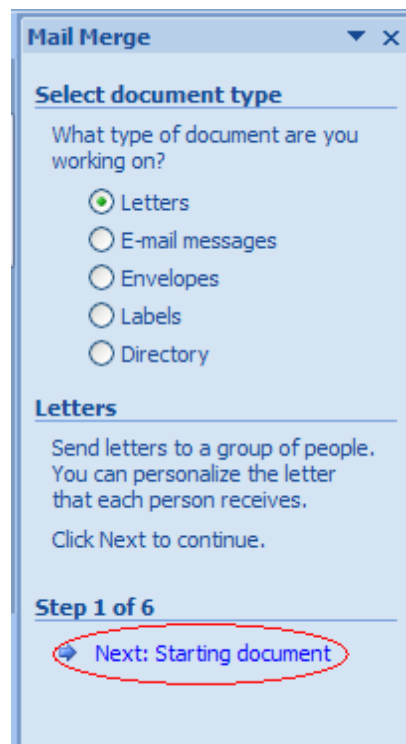 Mail Merge
Select document type
What type of document are you
working on?
Letters
E-mail messages
Envelopes
Labels
Directory
Letters
Send letters to a group of people.
You can personalize the letter
that each person receives.
Click Next to continue.
Step 1 of 6
Next: Starting document